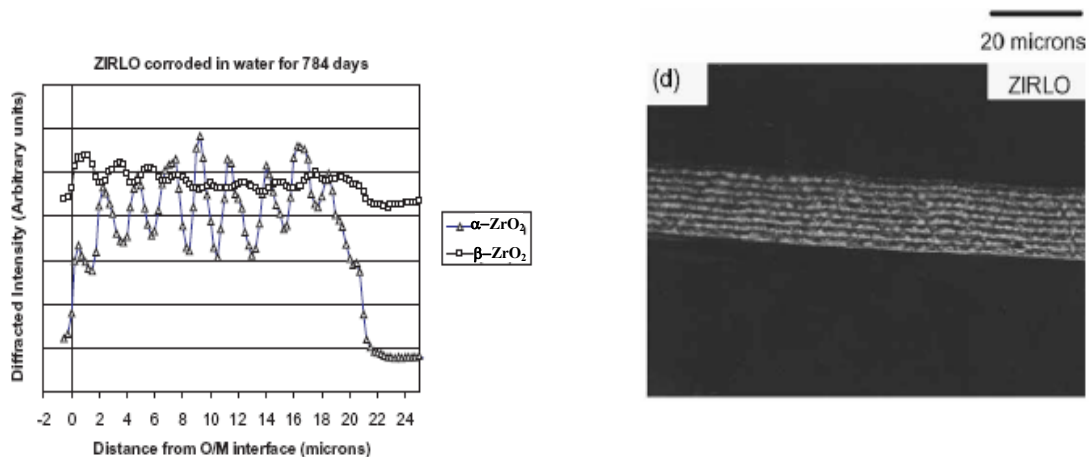 ZIRLO corroded in water for 784 days
Diffracted Intensity (Arbitrary units)
-2 0 2 4 6 8 10 12 14 16 18 20 22 24
Distance from O/M interface (microns)
α–ZrO₂
β–ZrO₂
20 microns
(d)
ZIRLO